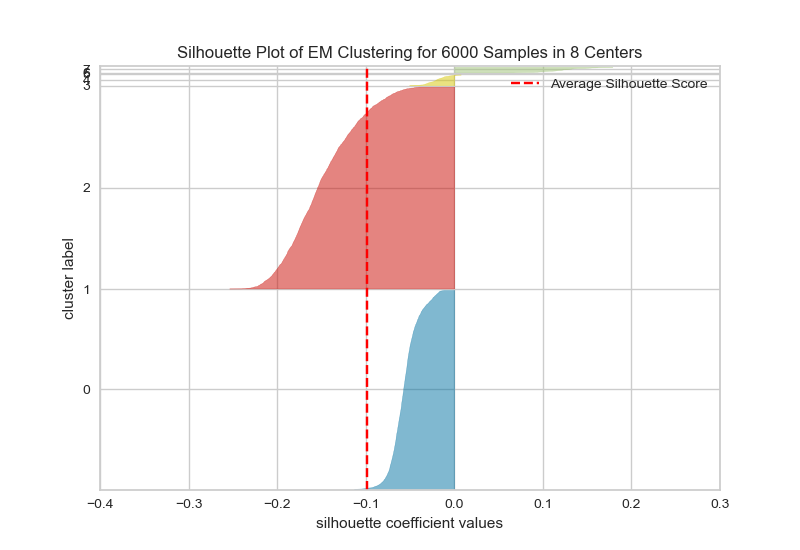 Silhouette Plot of EM Clustering for 6000 Samples in 8 Centers
Average Silhouette Score
7
4
3
2
1
0
cluster label
−0.4 −0.3 −0.2 −0.1 0.0 0.1 0.2 0.3
silhouette coefficient values